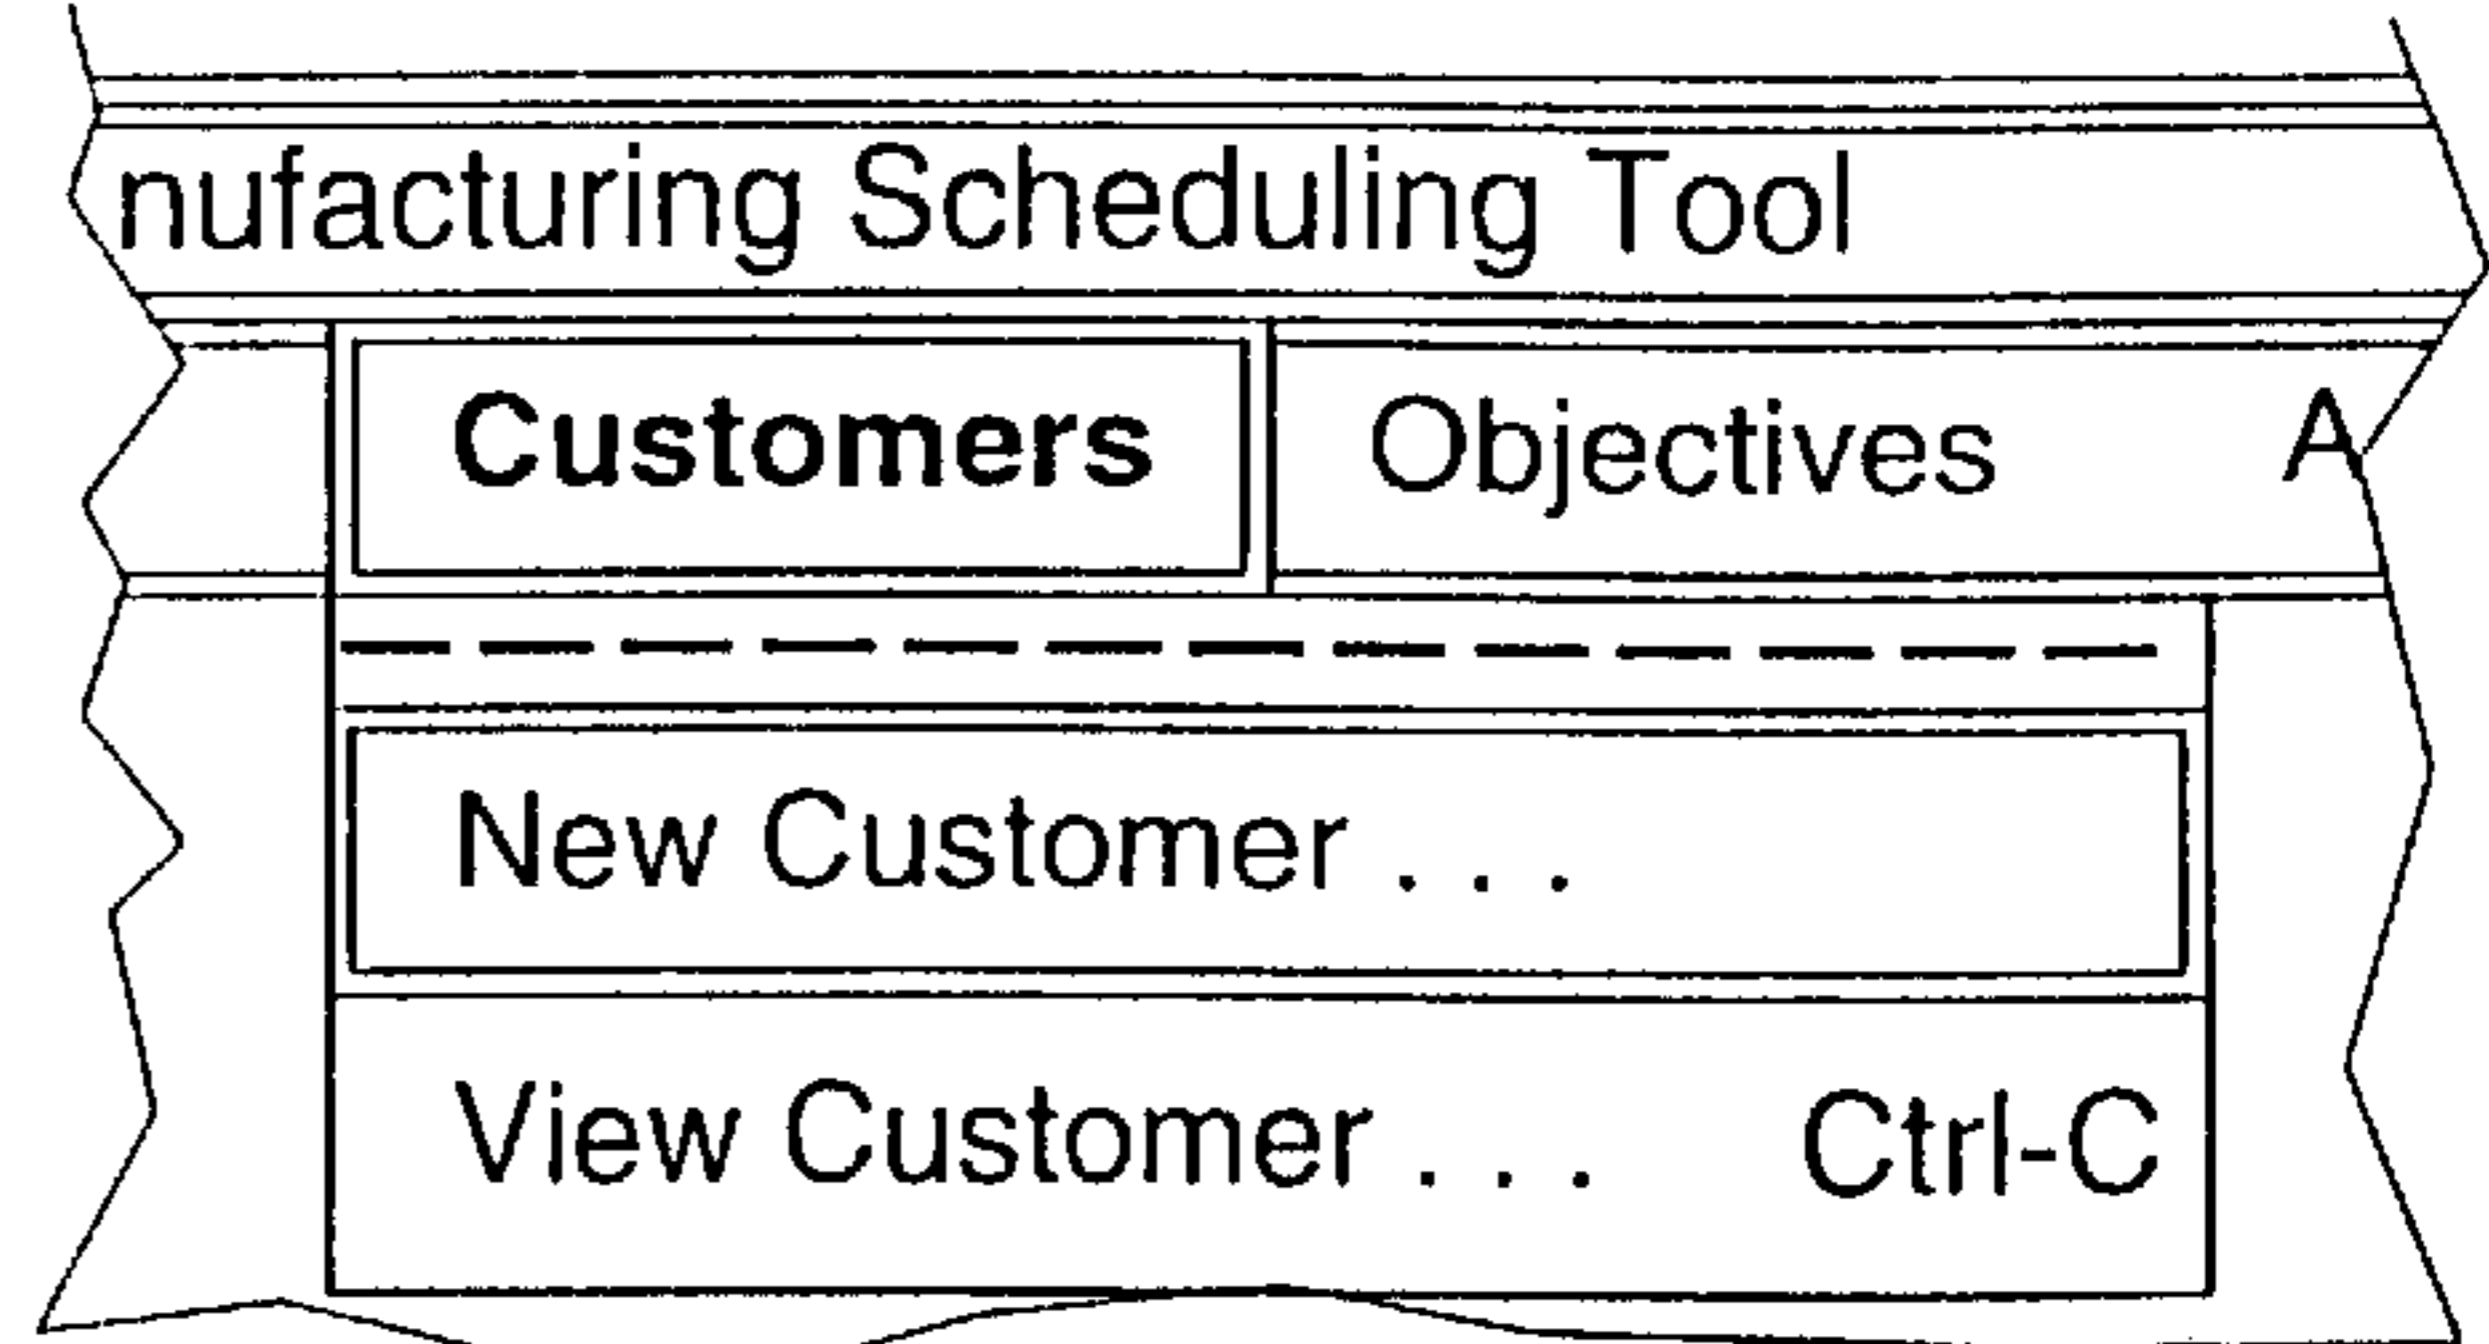 nufacturing Scheduling Tool
Customers Objectives A
New Customer . . .
View Customer . . . Ctrl-C